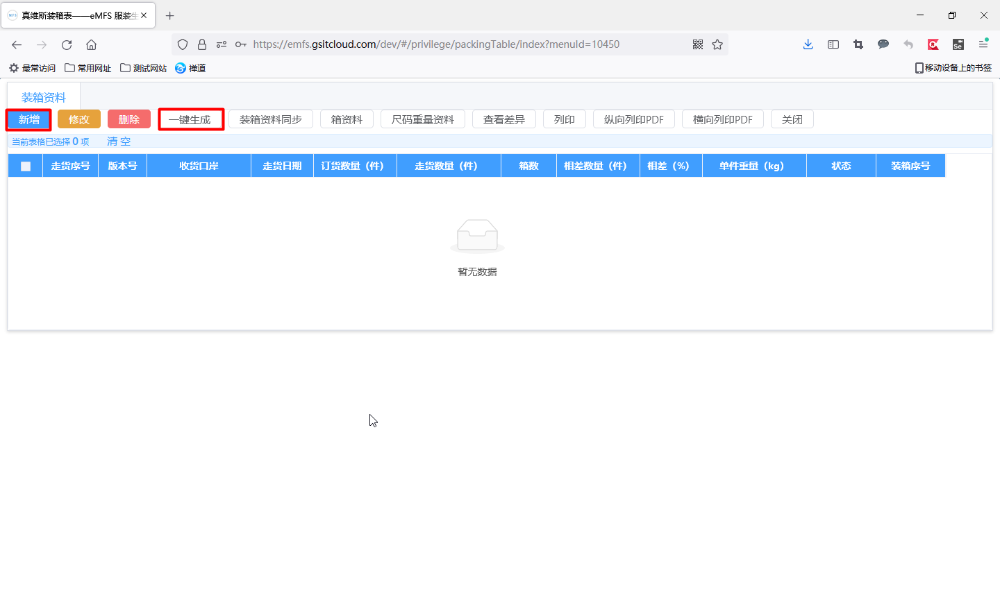 真维斯装箱表——eMFS 服装生
https://emfs.gsitcloud.com/dev/#/privilege/packingTable/index?menuId=10450
最常访问 常用网址 测试网站 禅道 移动设备上的书签
装箱资料
新增 修改 删除 一键生成 装箱资料同步 箱资料 尺码重量资料 查看差异 列印 纵向列印PDF 横向列印PDF 关闭
当前表格已选择 0 项 清 空
走货序号 版本号 收货口岸 走货日期 订货数量（件） 走货数量（件） 箱数 相差数量（件） 相差（%） 单件重量（kg） 状态 装箱序号
暂无数据